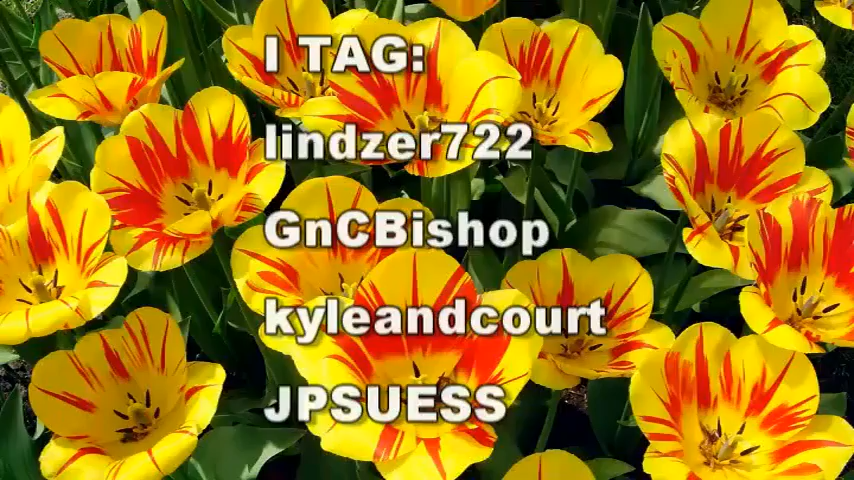 I TAG:
lindzer722
GnCBishop
kyleandcourt
JPSUESS